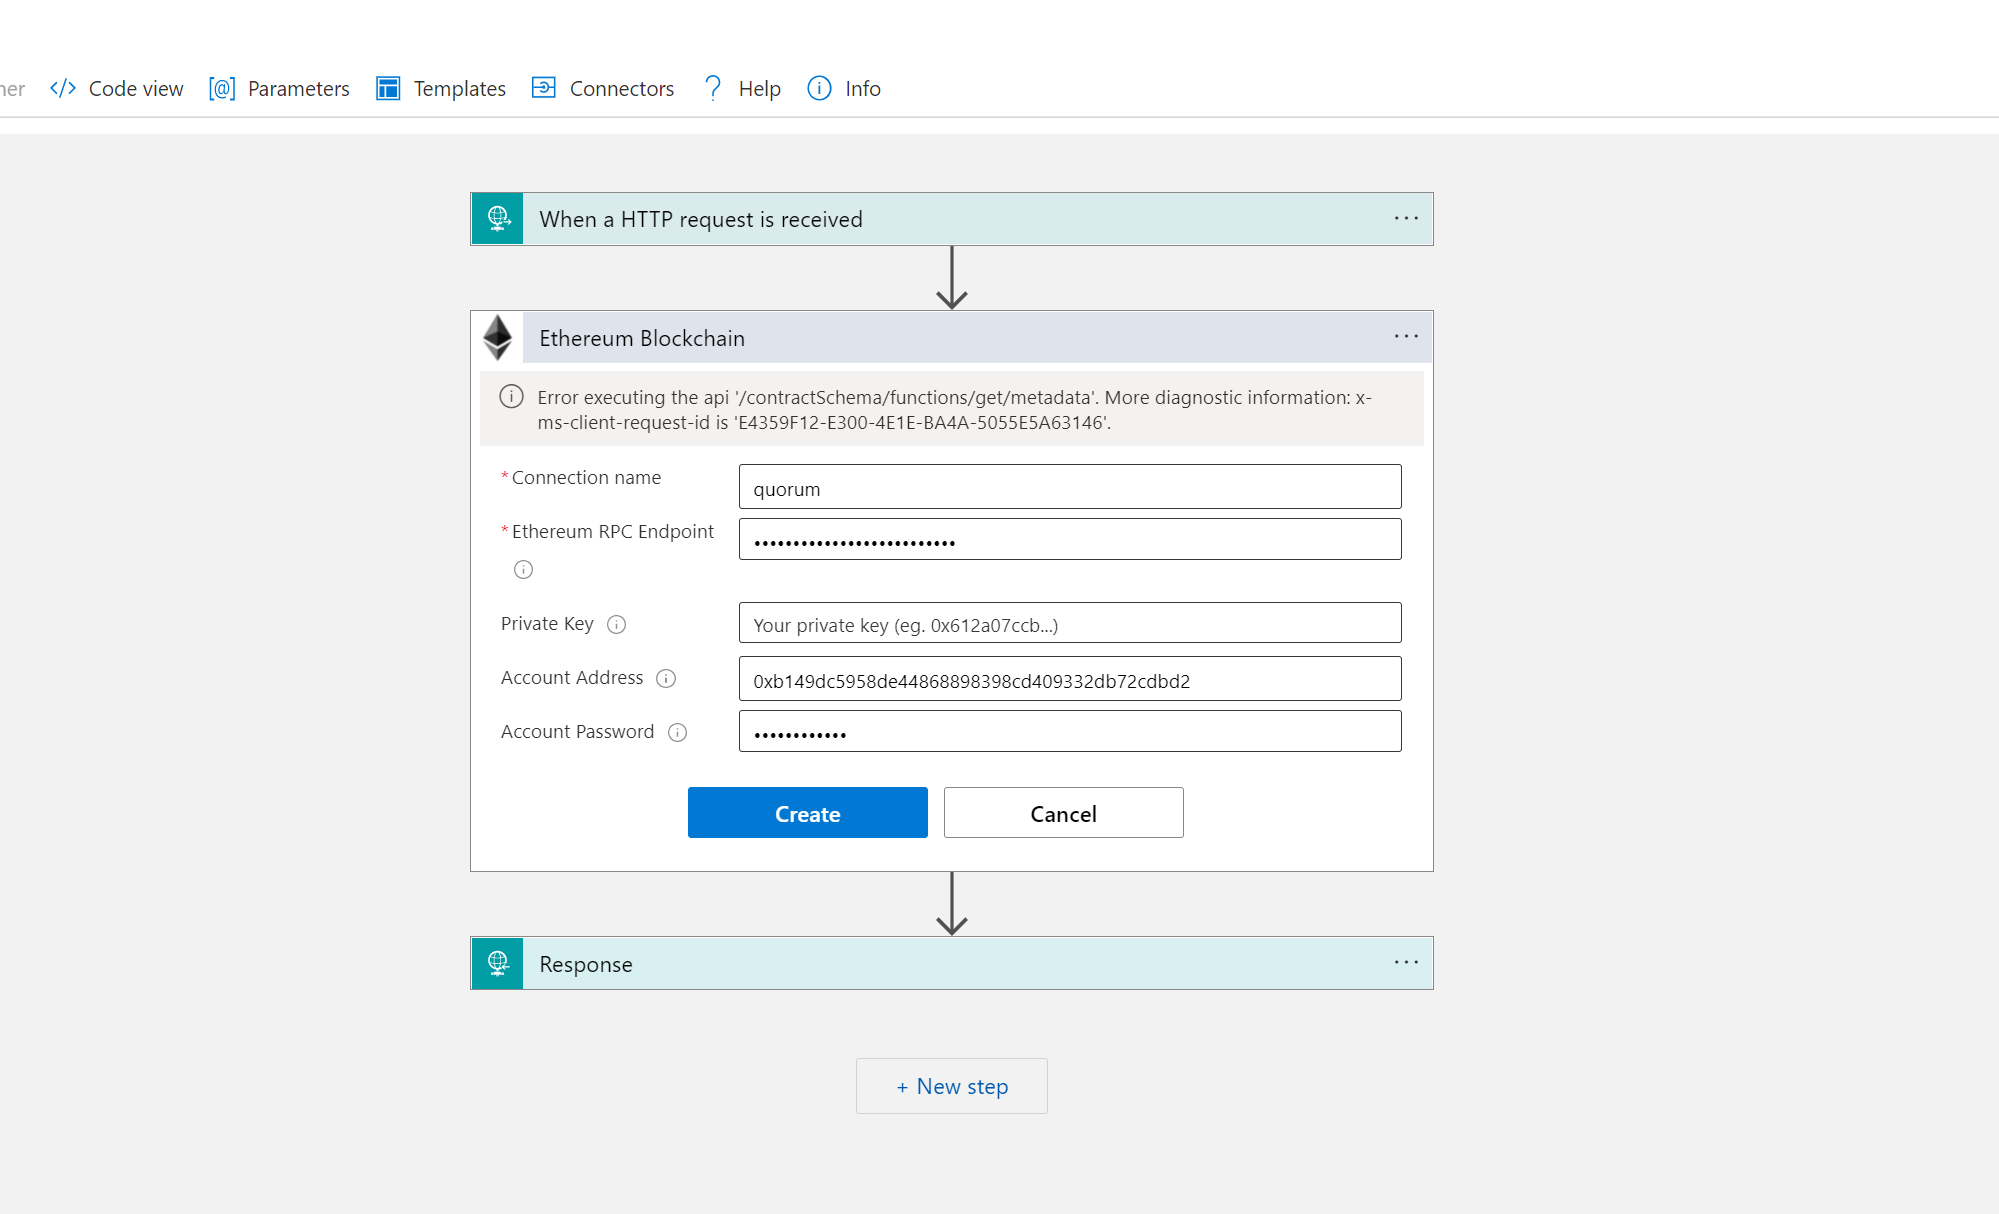 ner </> Code view [@] Parameters Templates Connectors ? Help i Info
When a HTTP request is received ...
Ethereum Blockchain ...
Error executing the api '/contractSchema/functions/get/metadata'. More diagnostic information: x-
ms-client-request-id is 'E4359F12-E300-4E1E-BA4A-5055E5A63146'.
* Connection name quorum
* Ethereum RPC Endpoint ••••••••••••••••••••••••••
Private Key Your private key (eg. 0x612a07ccb...)
Account Address 0xb149dc5958de44868898398cd409332db72cdbd2
Account Password ••••••••••••
Create Cancel
Response ...
+ New step